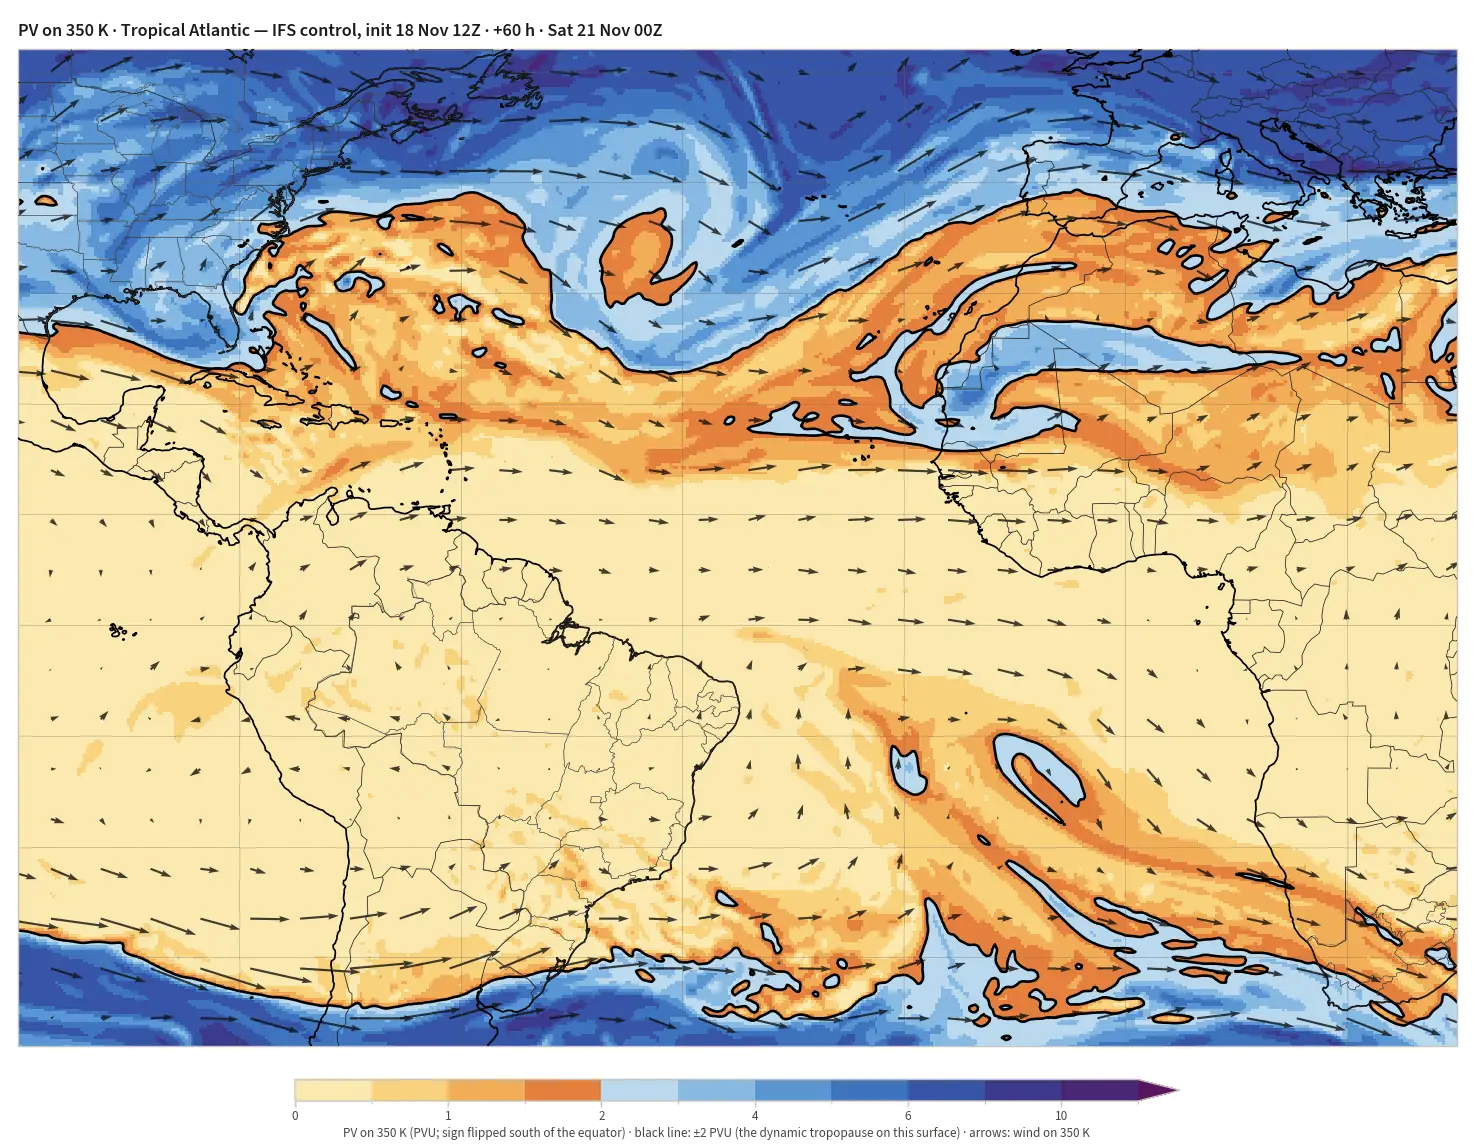 PV on 350 K · Tropical Atlantic — IFS control, init 18 Nov 12Z · +60 h · Sat 21 Nov 00Z
0 1 2 4 6 10
PV on 350 K (PVU; sign flipped south of the equator) · black line: ±2 PVU (the dynamic tropopause on this surface) · arrows: wind on 350 K